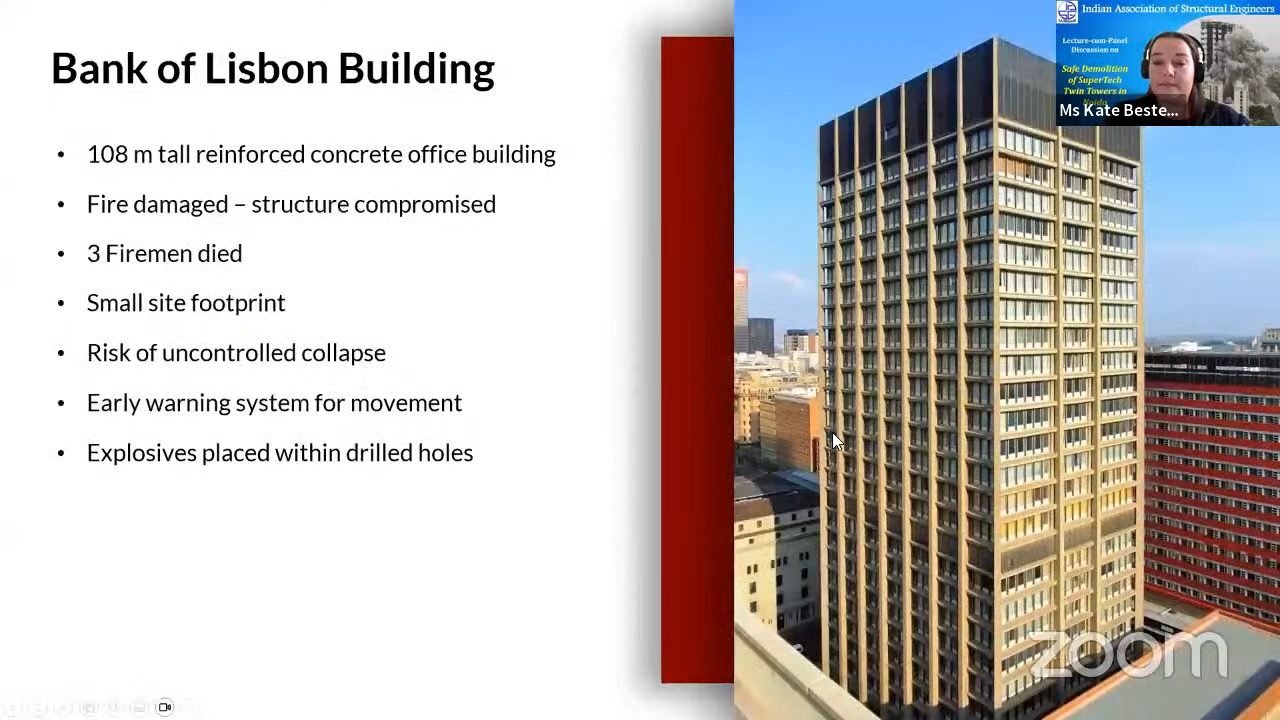 Bank of Lisbon Building
• 108 m tall reinforced concrete office building
• Fire damaged – structure compromised
• 3 Firemen died
• Small site footprint
• Risk of uncontrolled collapse
• Early warning system for movement
• Explosives placed within drilled holes
Indian Association of Structural Engineers
Lecture-cum-Panel
Discussion on
Safe Demolition
of SuperTech
Twin Towers in
Noida
Ms Kate Beste...
zoom